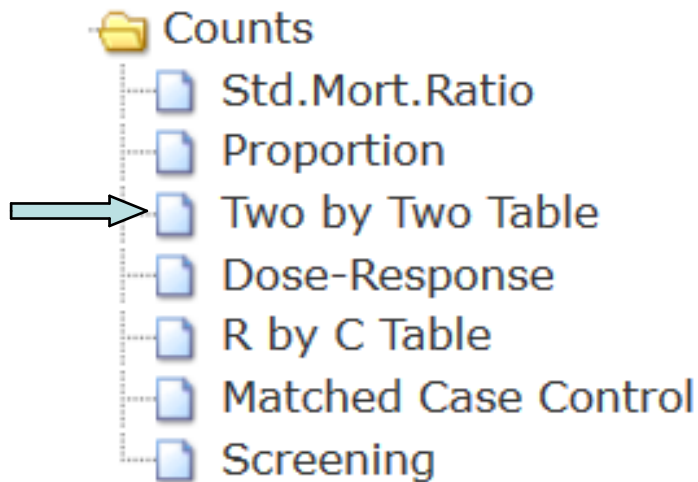 Counts
Std.Mort.Ratio
Proportion
Two by Two Table
Dose-Response
R by C Table
Matched Case Control
Screening